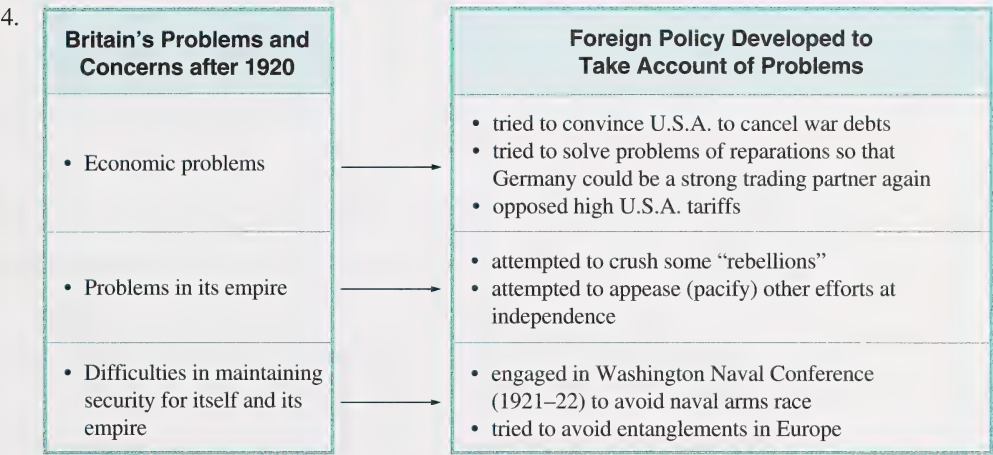 4.
Britain's Problems and
Concerns after 1920
Foreign Policy Developed to
Take Account of Problems
• Economic problems
• tried to convince U.S.A. to cancel war debts
• tried to solve problems of reparations so that
Germany could be a strong trading partner again
• opposed high U.S.A. tariffs
• Problems in its empire
• attempted to crush some “rebellions”
• attempted to appease (pacify) other efforts at
independence
• Difficulties in maintaining
security for itself and its
empire
• engaged in Washington Naval Conference
(1921–22) to avoid naval arms race
• tried to avoid entanglements in Europe